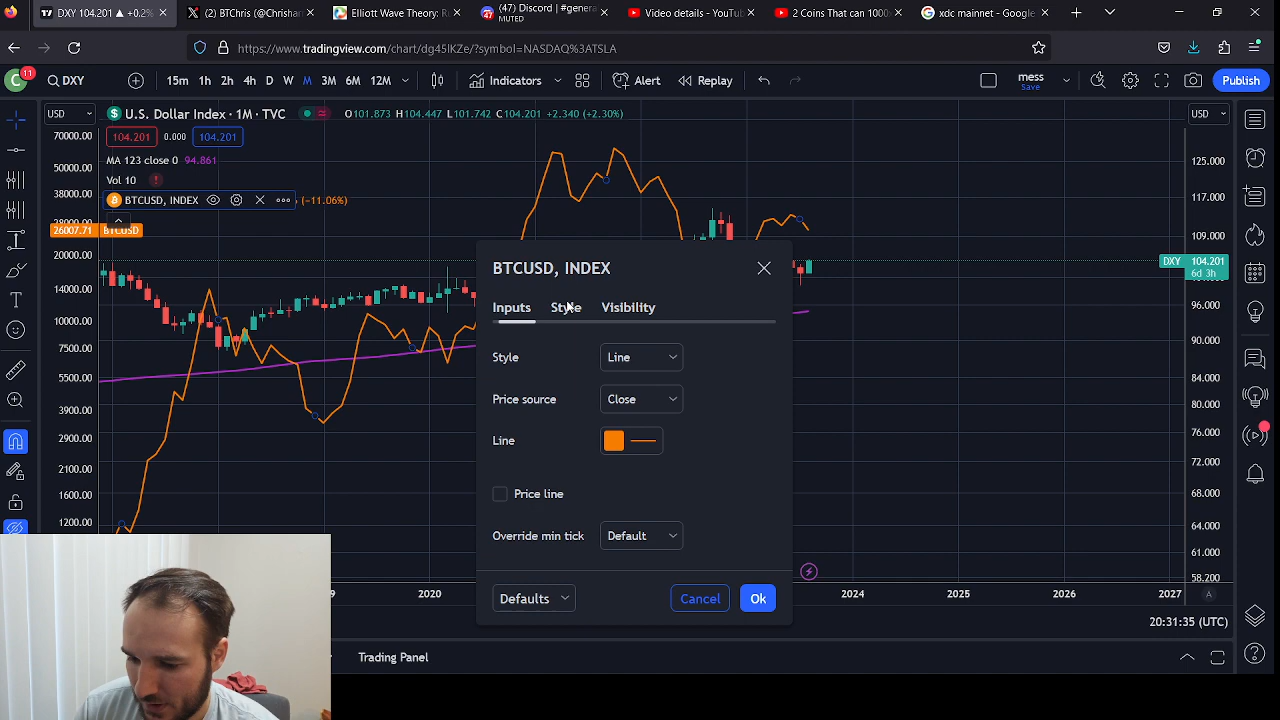 DXY 104.201 ▲ +0.2%
(2) BTChris (@Chrishar
Elliott Wave Theory: Ru
(47) Discord | #genera
MUTED
Video details - YouTub
2 Coins That can 1000x
xdc mainnet - Google
https://www.tradingview.com/chart/dg45lKZe/?symbol=NASDAQ%3ATSLA
C 11 DXY 15m 1h 2h 4h D W M 3M 6M 12M Indicators Alert Replay mess Publish
Save
USD U.S. Dollar Index · 1M · TVC O101.873 H104.447 L101.742 C104.201 +2.340 (+2.30%) USD
104.201 0.000 104.201
MA 123 close 0 94.861
Vol 10
BTCUSD, INDEX (−11.06%)
70000.00
50000.00
38000.00
28000.00
26007.71 BTCUSD
20000.00
14000.00
10000.00
7500.00
5500.00
3900.00
2900.00
2100.00
1600.00
1200.00
125.000
117.000
109.000
DXY 104.201
6d 3h
96.000
90.000
84.000
80.000
76.000
72.000
68.000
64.000
61.000
58.200
BTCUSD, INDEX
Inputs Style Visibility
Style Line
Price source Close
Line
Price line
Override min tick Default
Defaults Cancel Ok
9 2020 2024 2025 2026 2027 A
20:31:35 (UTC)
Trading Panel